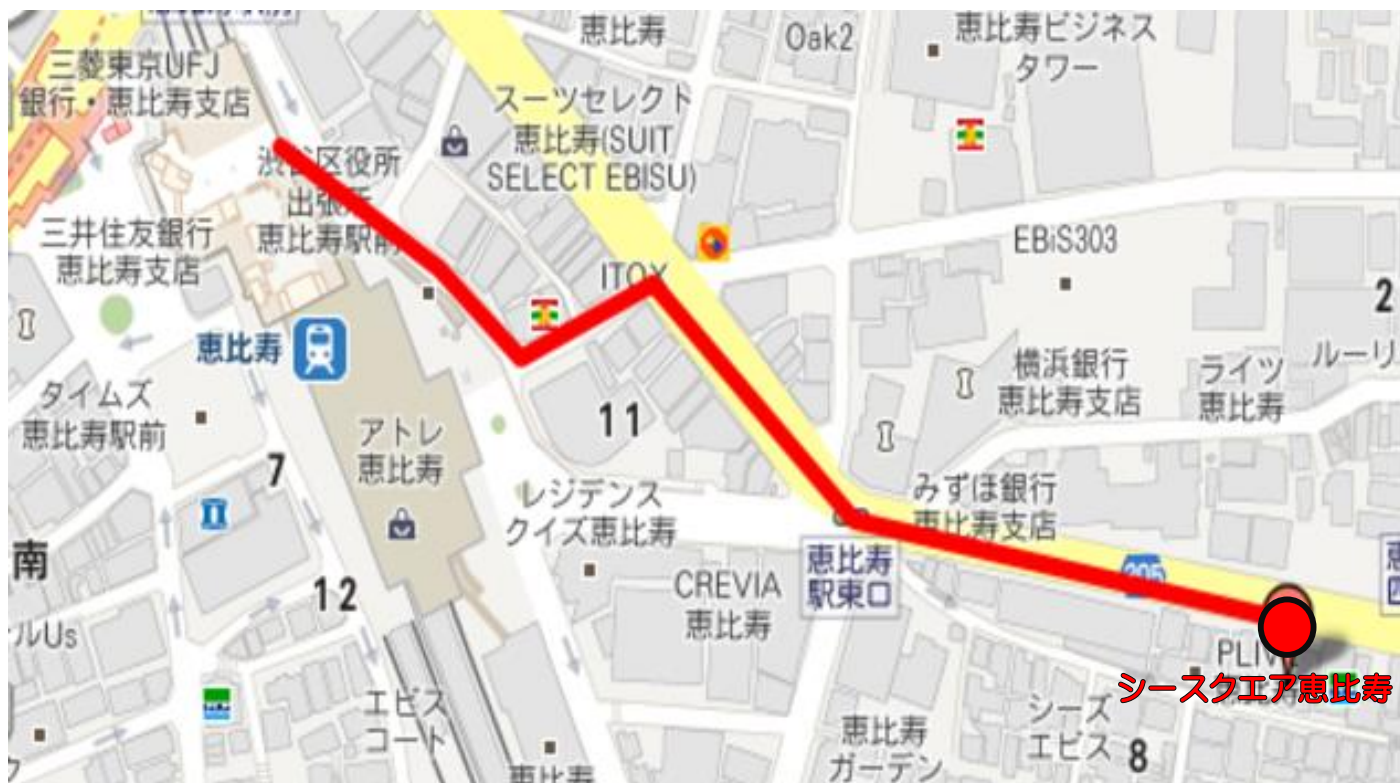 恵比寿
Oak2
恵比寿ビジネス
タワー
三菱東京UFJ
銀行・恵比寿支店
スーツセレクト
恵比寿(SUIT
SELECT EBISU)
渋谷区役所
出張所
恵比寿駅前
三井住友銀行
恵比寿支店
ITOX
EBiS303
2
恵比寿
横浜銀行
恵比寿支店
ライツ
恵比寿
ルーリ
タイムズ
恵比寿駅前
アトレ
恵比寿
11
7
レジデンス
クイズ恵比寿
みずほ銀行
恵比寿支店
南
恵比寿
駅東口
305
12
CREVIA
恵比寿
ルUs
シースクエア恵比寿
エビス
コート
シーズ
エビス
8
恵比寿
ガーデン
恵比寿